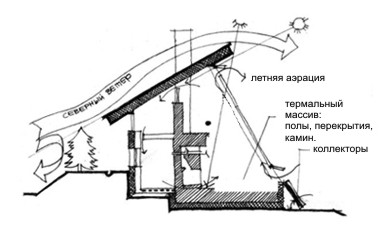 СЕВЕРНЫЙ ВЕТЕР
летняя аэрация
термальный
массив:
полы, перекрытия,
камин.
коллекторы